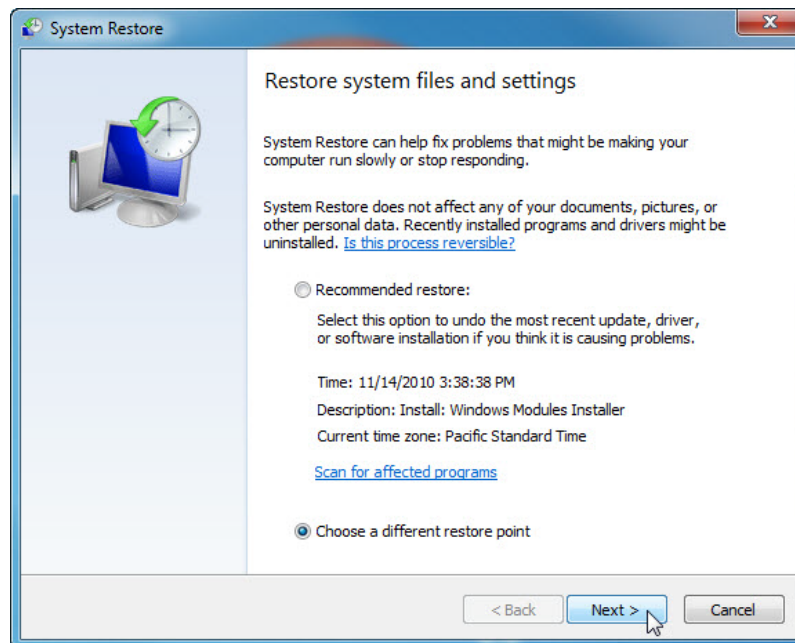 System Restore
Restore system files and settings
System Restore can help fix problems that might be making your
computer run slowly or stop responding.
System Restore does not affect any of your documents, pictures, or
other personal data. Recently installed programs and drivers might be
uninstalled. Is this process reversible?
Recommended restore:
Select this option to undo the most recent update, driver,
or software installation if you think it is causing problems.
Time: 11/14/2010 3:38:38 PM
Description: Install: Windows Modules Installer
Current time zone: Pacific Standard Time
Scan for affected programs
Choose a different restore point
< Back Next > Cancel